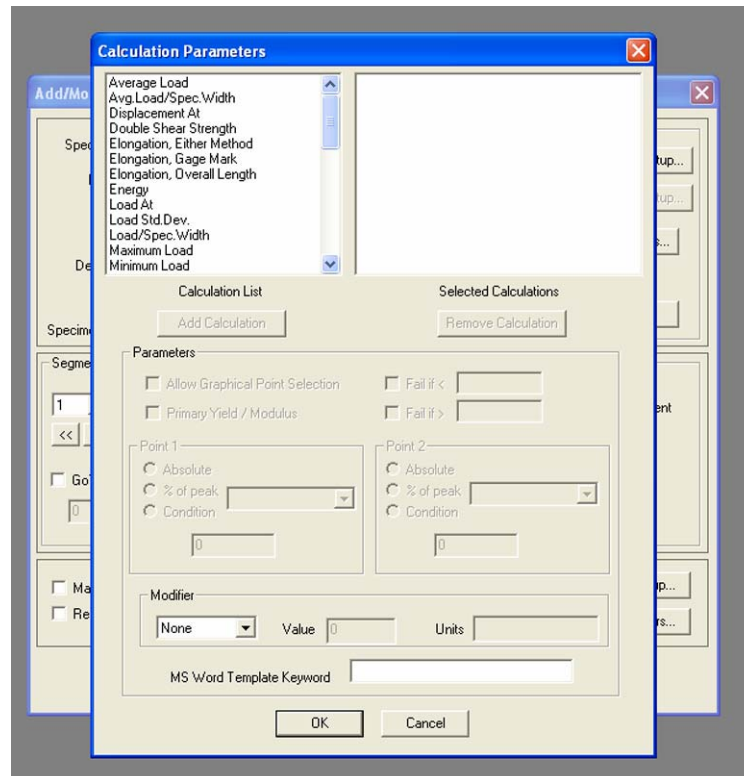 Calculation Parameters
Add/Mo
Average Load
Avg.Load/Spec.Width
Displacement At
Double Shear Strength
Elongation, Either Method
Elongation, Gage Mark
Elongation, Overall Length
Energy
Load At
Load Std.Dev.
Load/Spec.Width
Maximum Load
Minimum Load
Calculation List
Selected Calculations
Add Calculation
Remove Calculation
Parameters
Allow Graphical Point Selection
Fail if <
Primary Yield / Modulus
Fail if >
Point 1
Absolute
% of peak
Condition
0
Point 2
Absolute
% of peak
Condition
0
Modifier
None
Value 0
Units
MS Word Template Keyword
OK
Cancel
Spec
De
Specime
Segme
1
<<
0
Ma
Re
tup...
tup...
ent
rs...